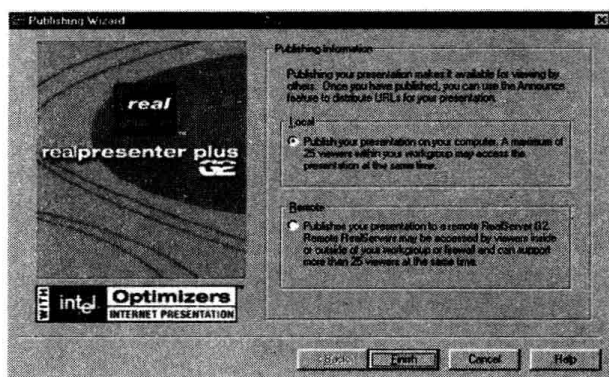 Publishing Wizard
real
realpresenter plus
G2
WITH
intel
Optimizers
INTERNET PRESENTATION
Publishing Information
Publishing your presentation makes it available for viewing by
others. Once you have published, you can use the Announce
feature to distribute URLs for your presentation.
Local
Publish your presentation on your computer. A maximum of
25 viewers within your workgroup may access the
presentation at the same time.
Remote
Publishes your presentation to a remote RealServer G2.
Remote RealServers may be accessed by viewers inside
or outside of your workgroup or firewall and can support
more than 25 viewers at the same time.
< Back
Finish
Cancel
Help